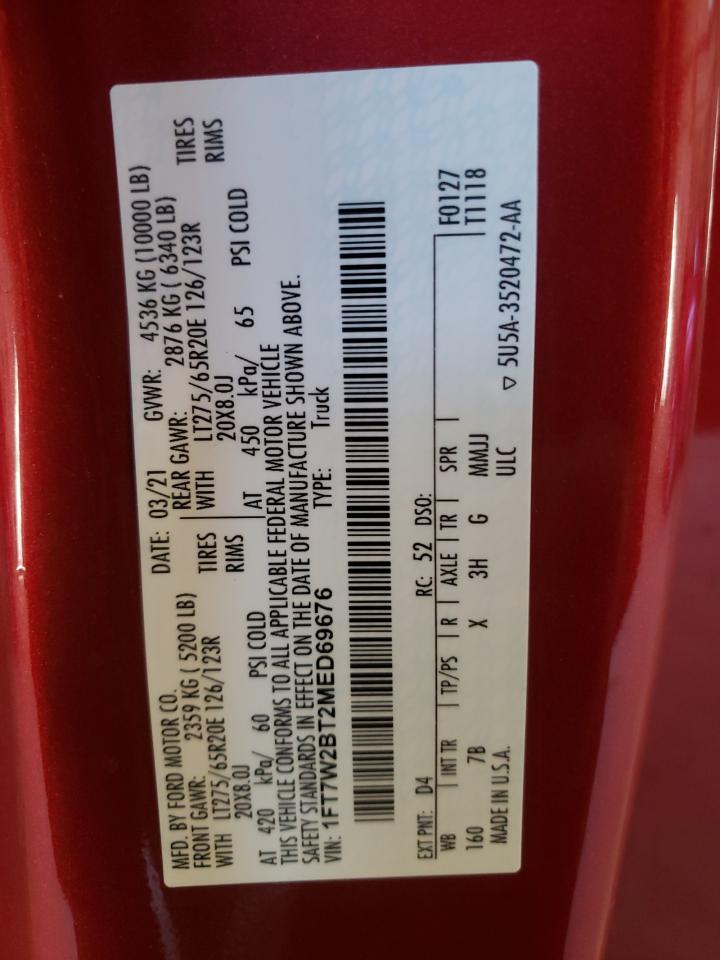 MFD. BY FORD MOTOR CO.
DATE: 03/21 GVWR: 4536 KG (10000 LB)
FRONT GAWR: 2359 KG ( 5200 LB) REAR GAWR: 2876 KG ( 6340 LB)
WITH LT275/65R20E 126/123R TIRES WITH LT275/65R20E 126/123R TIRES
20X8.0J RIMS 20X8.0J RIMS
AT 420 kPa/ 60 PSI COLD AT 450 kPa/ 65 PSI COLD
THIS VEHICLE CONFORMS TO ALL APPLICABLE FEDERAL MOTOR VEHICLE
SAFETY STANDARDS IN EFFECT ON THE DATE OF MANUFACTURE SHOWN ABOVE.
VIN: 1FT7W2BT2MED69676 TYPE: Truck
EXT PNT: D4 RC: 52 DSO: F0127
WB INT TR TP/PS R AXLE TR SPR T1118
160 7B X 3H G MMJJ
MADE IN U.S.A. ULC ▽ 5U5A-3520472-AA